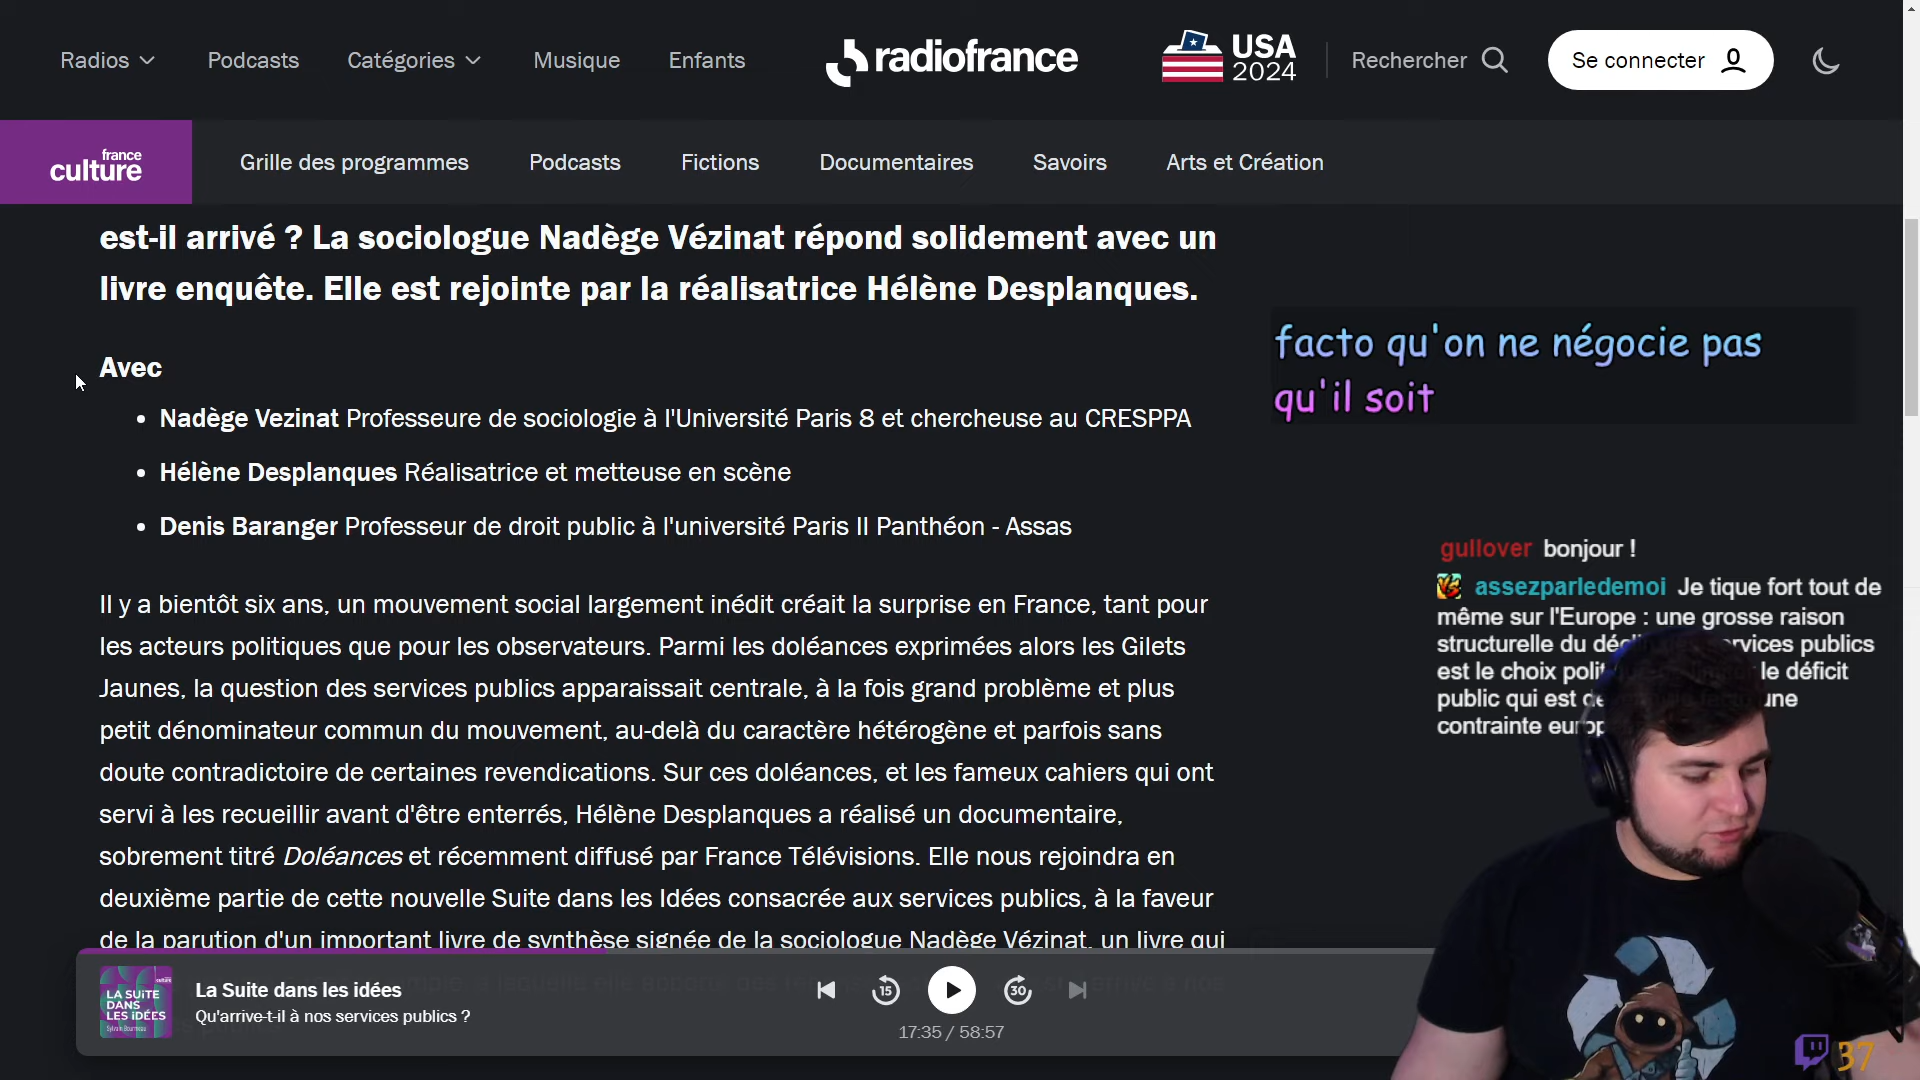 Radios
Podcasts
Catégories
Musique
Enfants
radiofrance
USA
2024
Rechercher
Se connecter
france
culture
Grille des programmes
Podcasts
Fictions
Documentaires
Savoirs
Arts et Création
est-il arrivé ? La sociologue Nadège Vézinat répond solidement avec un
livre enquête. Elle est rejointe par la réalisatrice Hélène Desplanques.
Avec
• Nadège Vezinat Professeure de sociologie à l'Université Paris 8 et chercheuse au CRESPPA
• Hélène Desplanques Réalisatrice et metteuse en scène
• Denis Baranger Professeur de droit public à l'université Paris II Panthéon - Assas
Il y a bientôt six ans, un mouvement social largement inédit créait la surprise en France, tant pour
les acteurs politiques que pour les observateurs. Parmi les doléances exprimées alors les Gilets
Jaunes, la question des services publics apparaissait centrale, à la fois grand problème et plus
petit dénominateur commun du mouvement, au-delà du caractère hétérogène et parfois sans
doute contradictoire de certaines revendications. Sur ces doléances, et les fameux cahiers qui ont
servi à les recueillir avant d'être enterrés, Hélène Desplanques a réalisé un documentaire,
sobrement titré Doléances et récemment diffusé par France Télévisions. Elle nous rejoindra en
deuxième partie de cette nouvelle Suite dans les Idées consacrée aux services publics, à la faveur
de la parution d'un important livre de synthèse signée de la sociologue Nadège Vézinat, un livre qui
facto qu'on ne négocie pas
qu'il soit
gullover bonjour !
assezparledemoi Je tique fort tout de
même sur l'Europe : une grosse raison
structurelle du services publics
est le choix le déficit
public qui est une
contrainte
LA SUITE
DANS
LES IDÉES
La Suite dans les idées
Qu'arrive-t-il à nos services publics ?
15
30
17:35 / 58:57
37